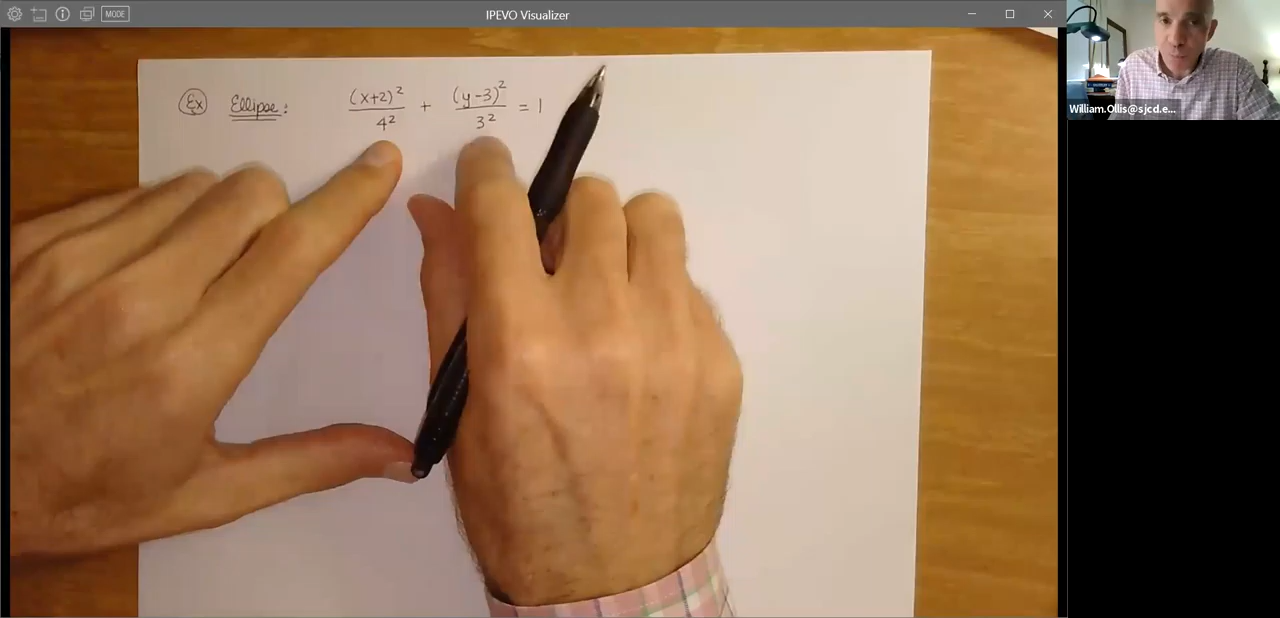 IPEVO Visualizer
MODE
Ex Ellipse: (x+2)²/4² + (y-3)²/3² = 1
William.Ollis@sjcd.e...